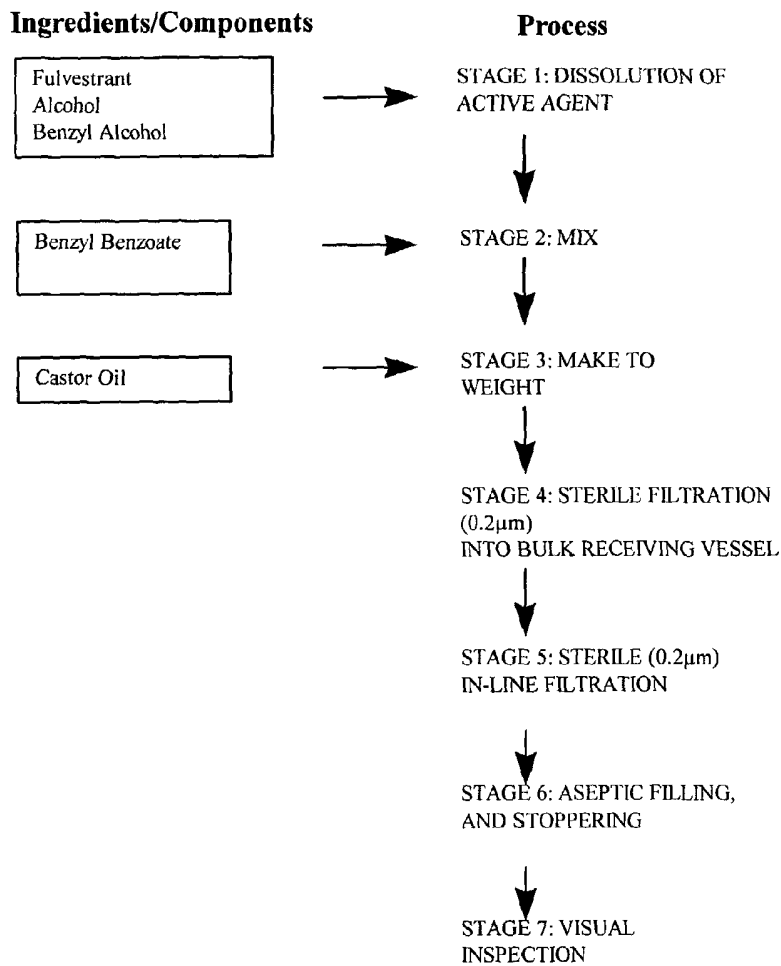 Ingredients/Components
Process
Fulvestrant
Alcohol
Benzyl Alcohol
STAGE 1: DISSOLUTION OF
ACTIVE AGENT
Benzyl Benzoate
STAGE 2: MIX
Castor Oil
STAGE 3: MAKE TO
WEIGHT
STAGE 4: STERILE FILTRATION
(0.2µm)
INTO BULK RECEIVING VESSEL
STAGE 5: STERILE (0.2µm)
IN-LINE FILTRATION
STAGE 6: ASEPTIC FILLING,
AND STOPPERING
STAGE 7: VISUAL
INSPECTION